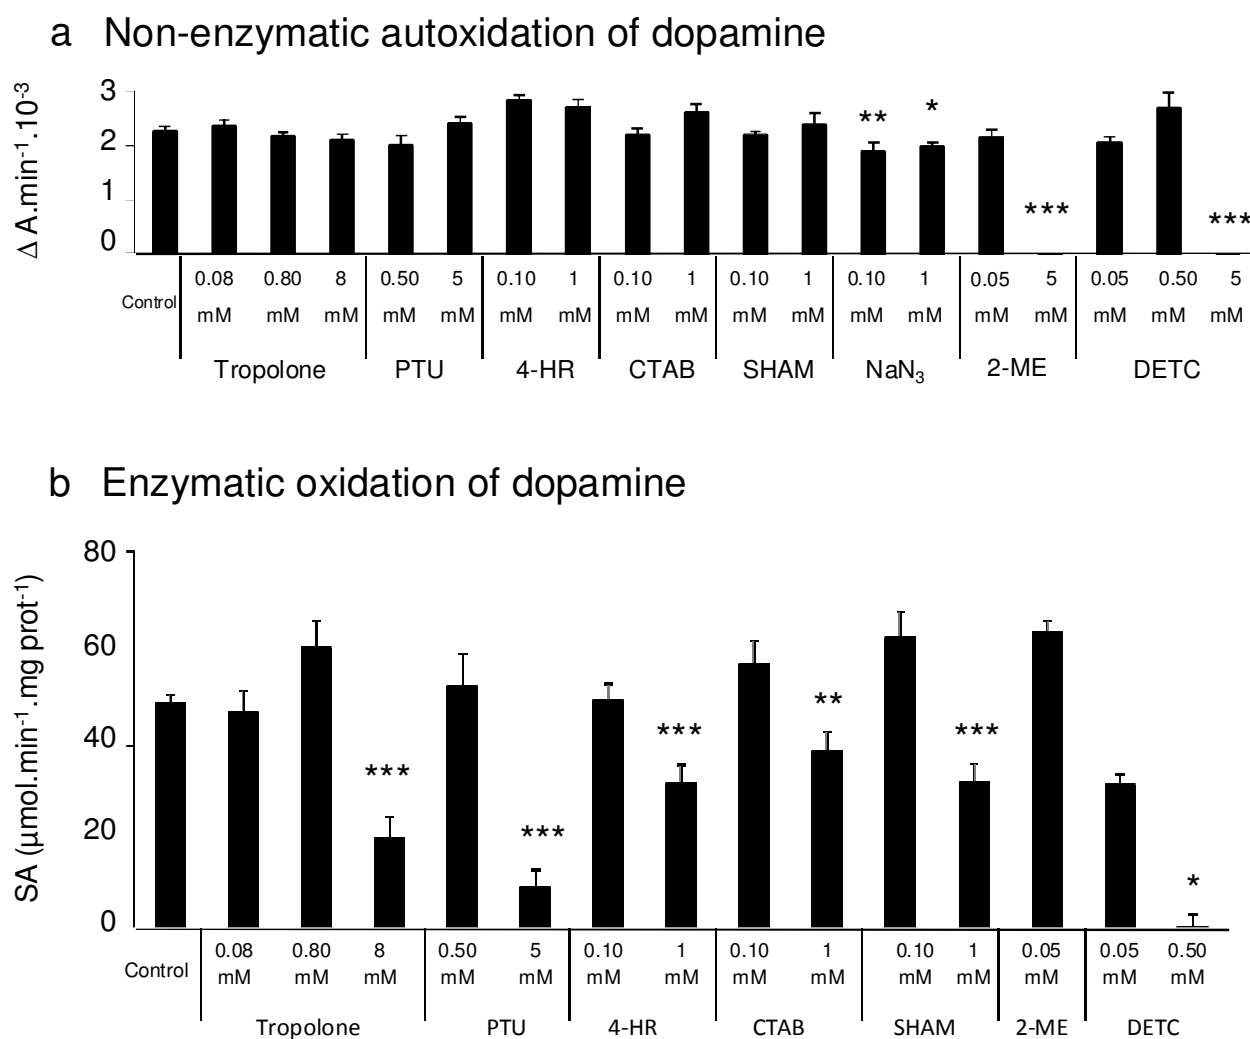 a Non-enzymatic autoxidation of dopamine
Δ A.min⁻¹.10⁻³
3
2
1
0
** * *** ***
Control 0.08 0.80 8 0.50 5 0.10 1 0.10 1 0.10 1 0.10 1 0.05 5 0.05 0.50 5
mM mM mM mM mM mM mM mM mM mM mM mM mM mM mM mM mM mM
Tropolone PTU 4-HR CTAB SHAM NaN₃ 2-ME DETC
b Enzymatic oxidation of dopamine
SA (µmol.min⁻¹.mg prot⁻¹)
80
60
40
20
0
*** *** *** ** *** *
Control 0.08 0.80 8 0.50 5 0.10 1 0.10 1 0.10 1 0.05 0.05 0.50
mM mM mM mM mM mM mM mM mM mM mM mM mM mM
Tropolone PTU 4-HR CTAB SHAM 2-ME DETC